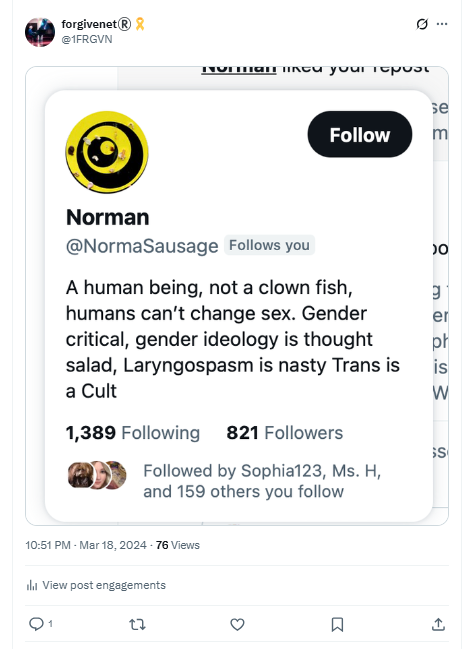 forgivenet® 🎗
@1FRGVN
Norman liked your repost
Follow
Norman
@NormaSausage Follows you
A human being, not a clown fish,
humans can’t change sex. Gender
critical, gender ideology is thought
salad, Laryngospasm is nasty Trans is
a Cult
1,389 Following 821 Followers
Followed by Sophia123, Ms. H,
and 159 others you follow
10:51 PM · Mar 18, 2024 · 76 Views
View post engagements
1